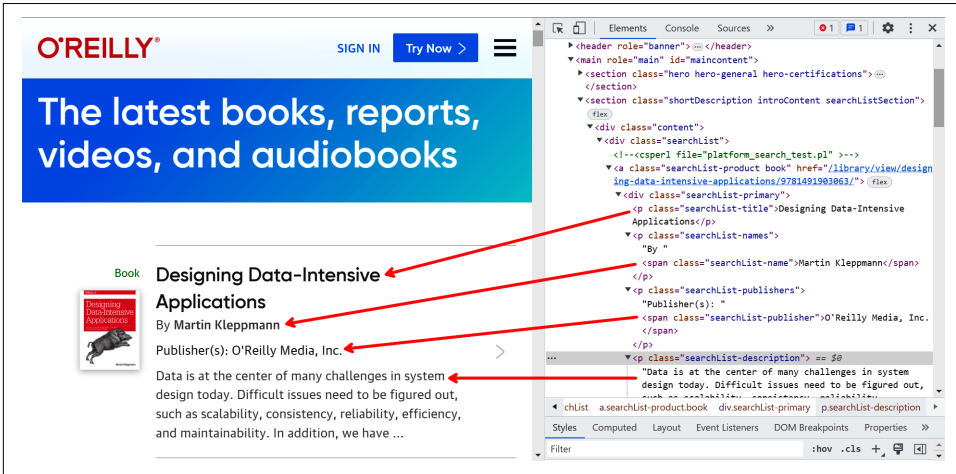 O'REILLY®
SIGN IN
Try Now >
The latest books, reports,
videos, and audiobooks
Book
Designing
Data-Intensive
Applications
Designing Data-Intensive
Applications
By Martin Kleppmann
Publisher(s): O'Reilly Media, Inc.
Data is at the center of many challenges in system
design today. Difficult issues need to be figured out,
such as scalability, consistency, reliability, efficiency,
and maintainability. In addition, we have ...
Elements Console Sources » 1 1
▶<header role="banner">…</header>
▼<main role="main" id="maincontent">
▶<section class="hero hero-general hero-certifications">…
</section>
▼<section class="shortDescription introContent searchListSection">
flex
▼<div class="content">
▼<div class="searchList">
<!--<csperl file="platform_search_test.pl" >-->
▼<a class="searchList-product book" href="/library/view/design
ing-data-intensive-applications/9781491903063/"> flex
▼<div class="searchList-primary">
<p class="searchList-title">Designing Data-Intensive
Applications</p>
▼<p class="searchList-names">
"By "
<span class="searchList-name">Martin Kleppmann</span>
</p>
▼<p class="searchList-publishers">
"Publisher(s): "
<span class="searchList-publisher">O'Reilly Media, Inc.
</span>
</p>
… ▼<p class="searchList-description"> == $0
"Data is at the center of many challenges in system
design today. Difficult issues need to be figured out,
such as scalability, consistency, reliability,
chList a.searchList-product.book div.searchList-primary p.searchList-description
Styles Computed Layout Event Listeners DOM Breakpoints Properties »
Filter :hov .cls +